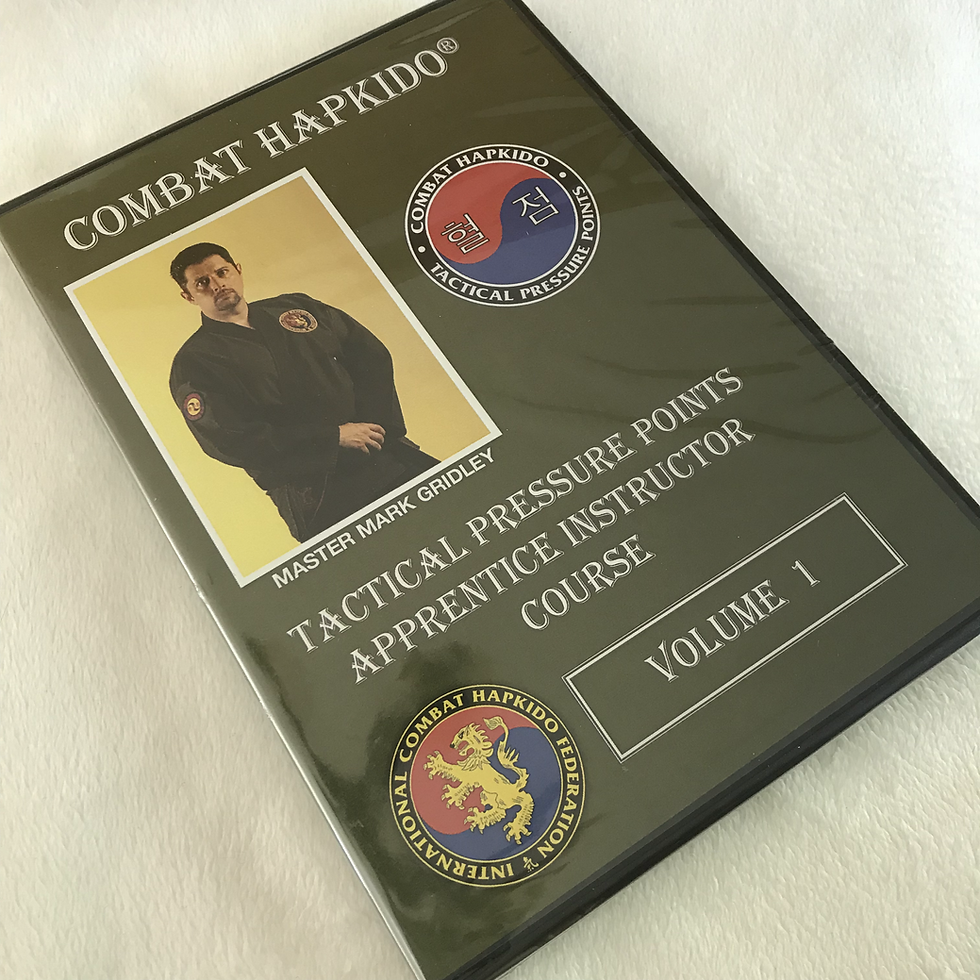 COMBAT HAPKIDO®
COMBAT HAPKIDO • TACTICAL PRESSURE POINTS •
혈 점
MASTER MARK GRIDLEY
TACTICAL PRESSURE POINTS
APPRENTICE INSTRUCTOR
COURSE
VOLUME 1
INTERNATIONAL COMBAT HAPKIDO FEDERATION 氣